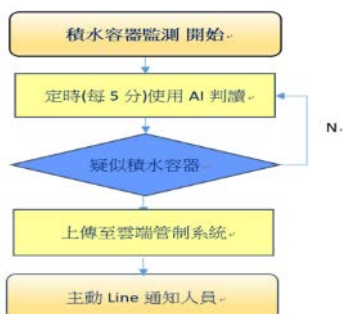 積水容器監測 開始
定時(每 5 分)使用 AI 判讀
疑似積水容器
N
上傳至雲端管制系統
主動 Line 通知人員